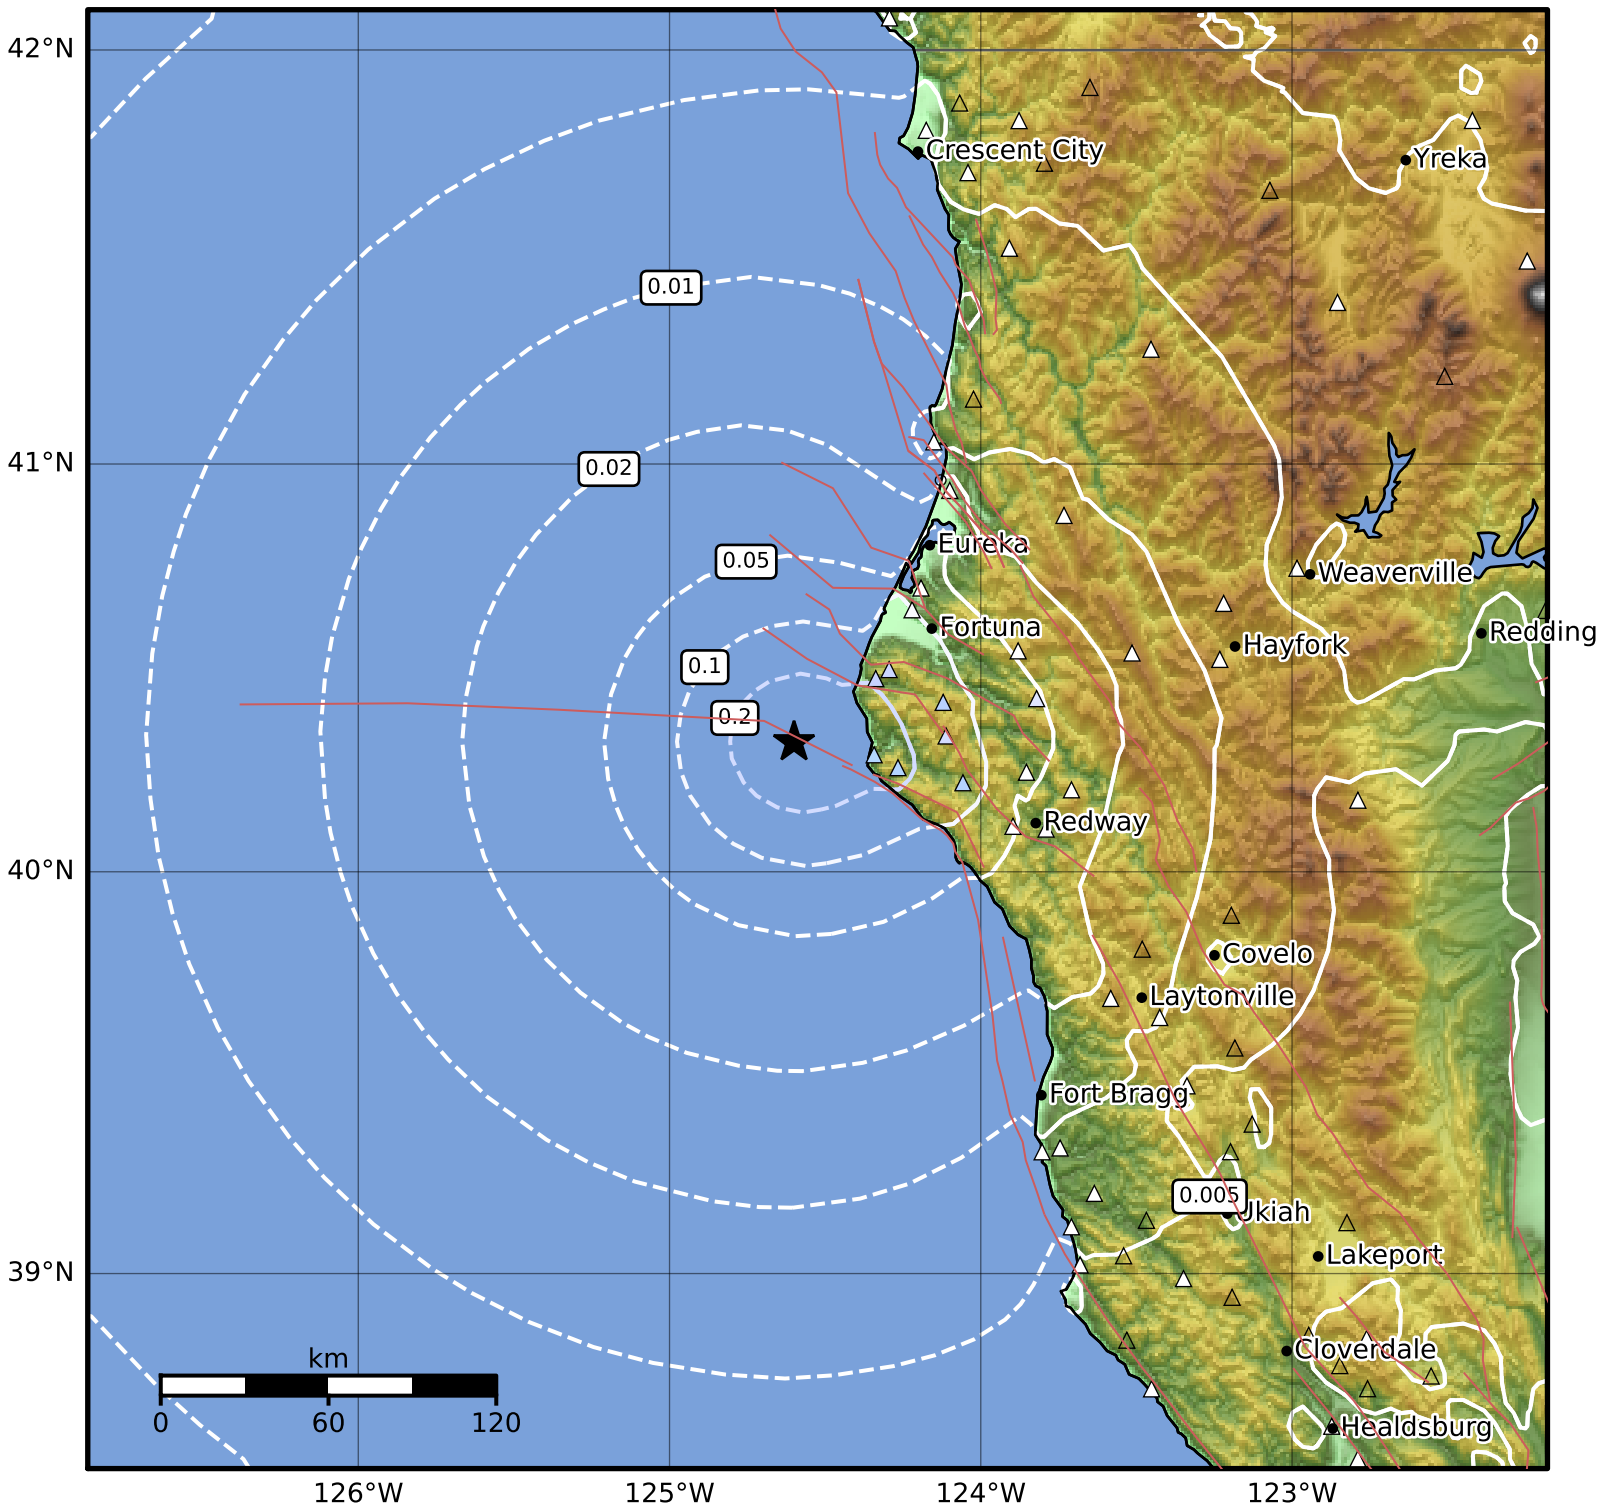 42°N
Crescent City
Yreka
0.01
41°N
0.02
0.05
Eureka
Weaverville
Fortuna
Redding
Hayfork
0.1
0.2
Redway
40°N
Covelo
Laytonville
Fort Bragg
0.005
Ukiah
Lakeport
39°N
Cloverdale
km
0 60 120
Healdsburg
126°W 125°W 124°W 123°W